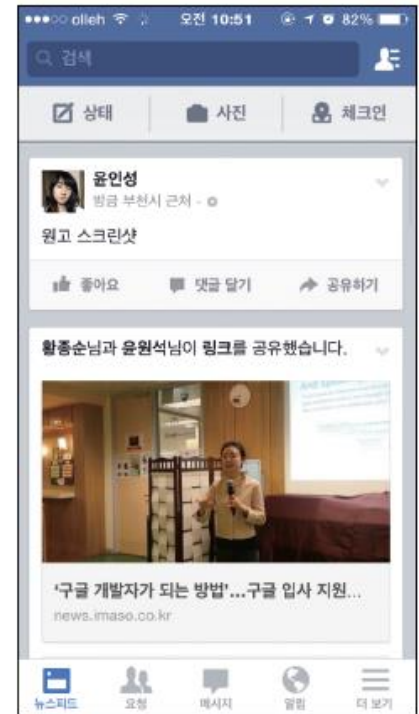 olleh 오전 10:51 82%
검색
상태 사진 체크인
윤인성
방금 부천시 근처 -
원고 스크린샷
좋아요 댓글 달기 공유하기
황종순님과 윤원석님이 링크를 공유했습니다.
'구글 개발자가 되는 방법'...구글 입사 지원...
news.imaso.co.kr
뉴스피드 요청 메시지 알림 더 보기